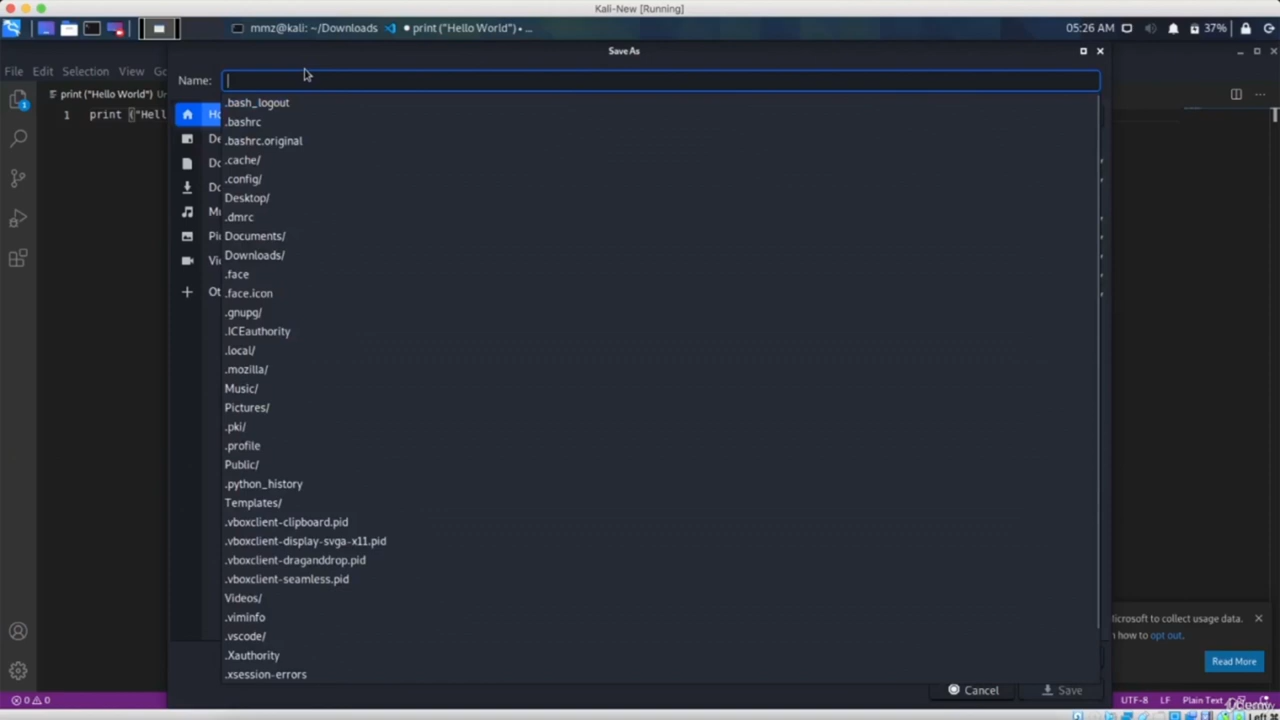 Kali-New [Running]
mmz@kali: ~/Downloads
print ("Hello World") • ...
05:26 AM
37%
Save As
File Edit Selection View
Name:
print ("Hello World")
1 print ("Hell
.bash_logout
.bashrc
.bashrc.original
.cache/
.config/
Desktop/
.dmrc
Documents/
Downloads/
.face
.face.icon
.gnupg/
.ICEauthority
.local/
.mozilla/
Music/
Pictures/
.pki/
.profile
Public/
.python_history
Templates/
.vboxclient-clipboard.pid
.vboxclient-display-svga-x11.pid
.vboxclient-draganddrop.pid
.vboxclient-seamless.pid
Videos/
.viminfo
.vscode/
.Xauthority
.xsession-errors
icrosoft to collect usage data.
n how to opt out.
Read More
Cancel
Save
0 0
UTF-8 LF Plain Text
Udemy
Left ⌘